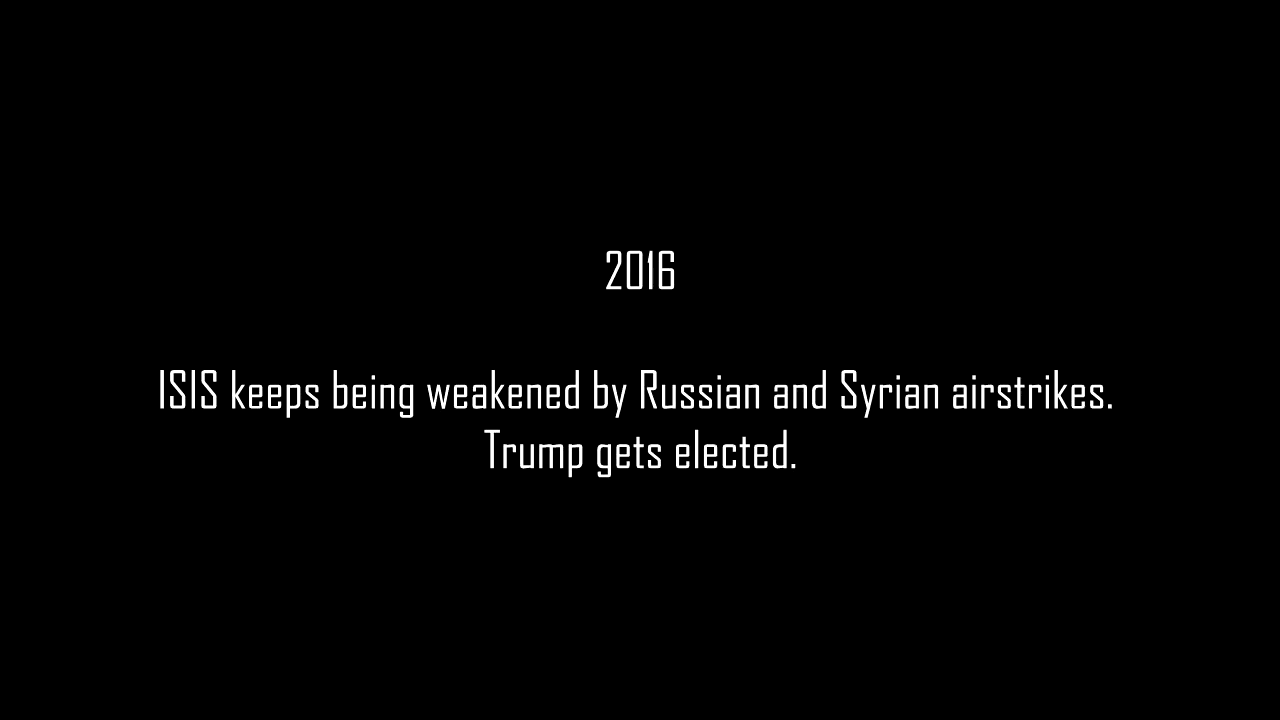 2016
ISIS keeps being weakened by Russian and Syrian airstrikes.
Trump gets elected.